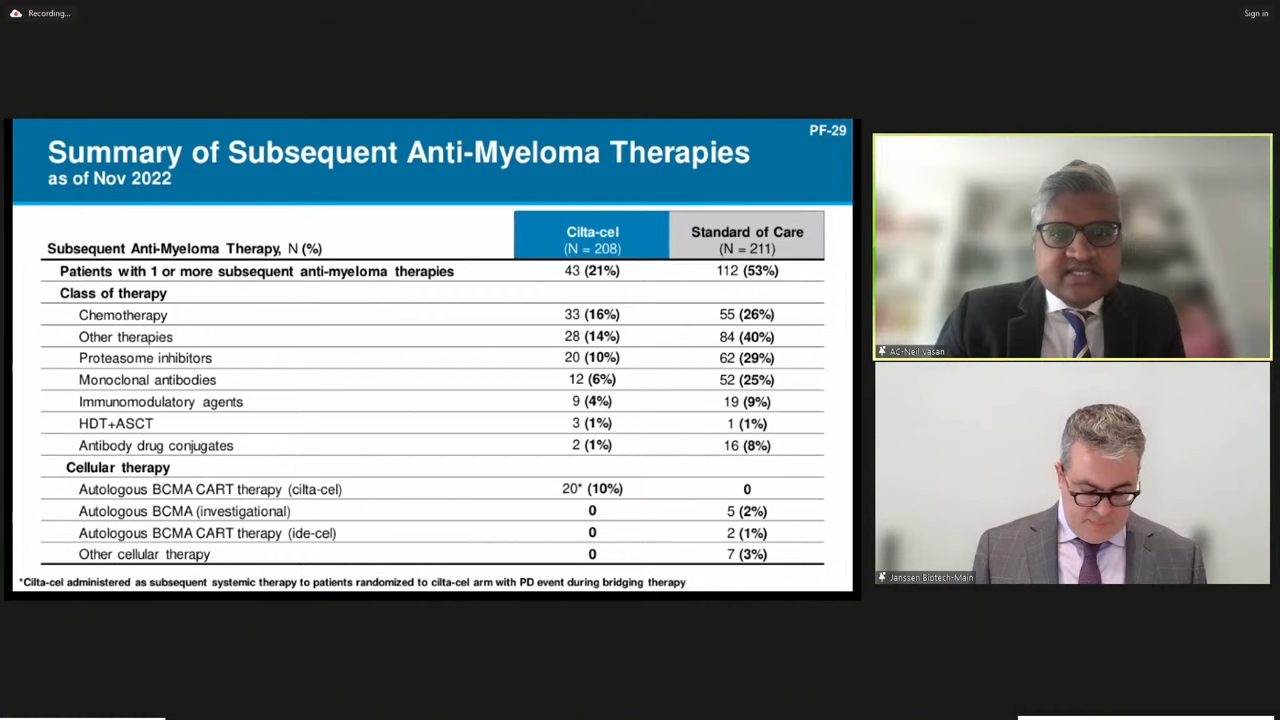 Recording...
Sign in
PF-29
Summary of Subsequent Anti-Myeloma Therapies
as of Nov 2022
Subsequent Anti-Myeloma Therapy, N (%) Cilta-cel (N = 208) Standard of Care (N = 211)
Patients with 1 or more subsequent anti-myeloma therapies 43 (21%) 112 (53%)
Class of therapy
Chemotherapy 33 (16%) 55 (26%)
Other therapies 28 (14%) 84 (40%)
Proteasome inhibitors 20 (10%) 62 (29%)
Monoclonal antibodies 12 (6%) 52 (25%)
Immunomodulatory agents 9 (4%) 19 (9%)
HDT+ASCT 3 (1%) 1 (1%)
Antibody drug conjugates 2 (1%) 16 (8%)
Cellular therapy
Autologous BCMA CART therapy (cilta-cel) 20* (10%) 0
Autologous BCMA (investigational) 0 5 (2%)
Autologous BCMA CART therapy (ide-cel) 0 2 (1%)
Other cellular therapy 0 7 (3%)
*Cilta-cel administered as subsequent systemic therapy to patients randomized to cilta-cel arm with PD event during bridging therapy
AC-Neil Vasan
Janssen Biotech-Main